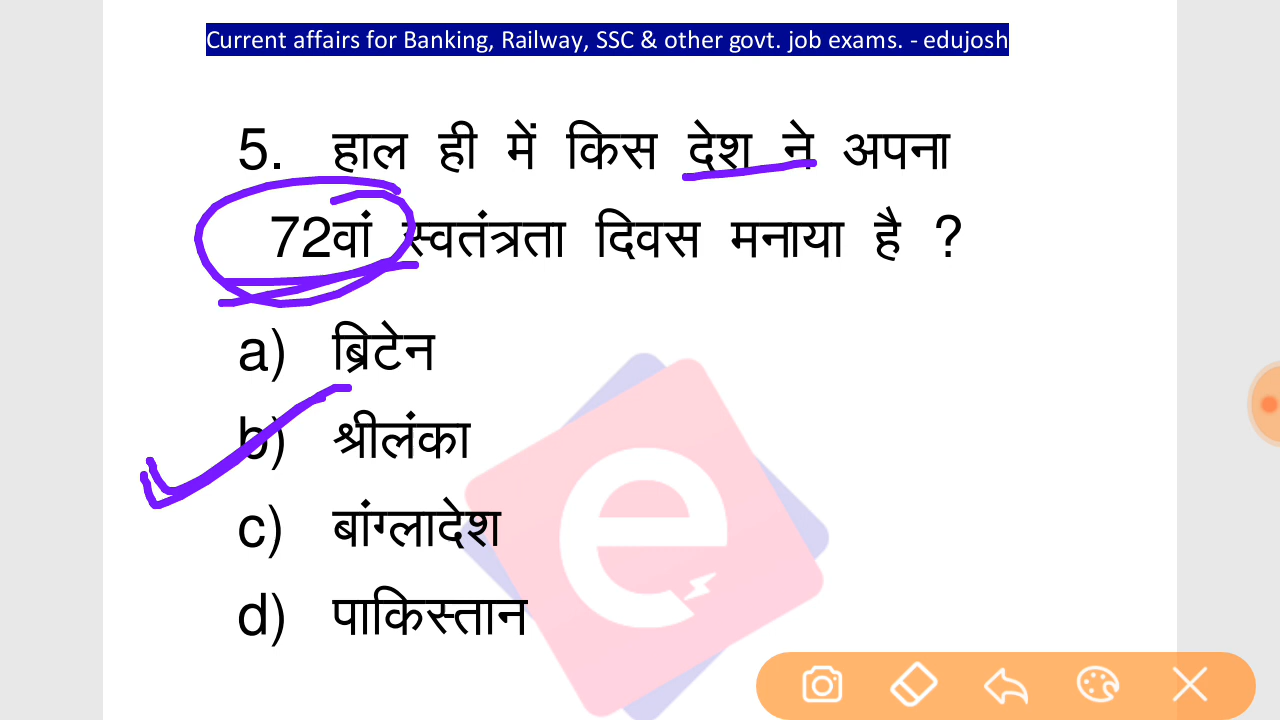 Current affairs for Banking, Railway, SSC & other govt. job exams. - edujosh
5. हाल ही में किस देश ने अपना
72वां स्वतंत्रता दिवस मनाया है ?
a) ब्रिटेन
b) श्रीलंका
c) बांग्लादेश
d) पाकिस्तान